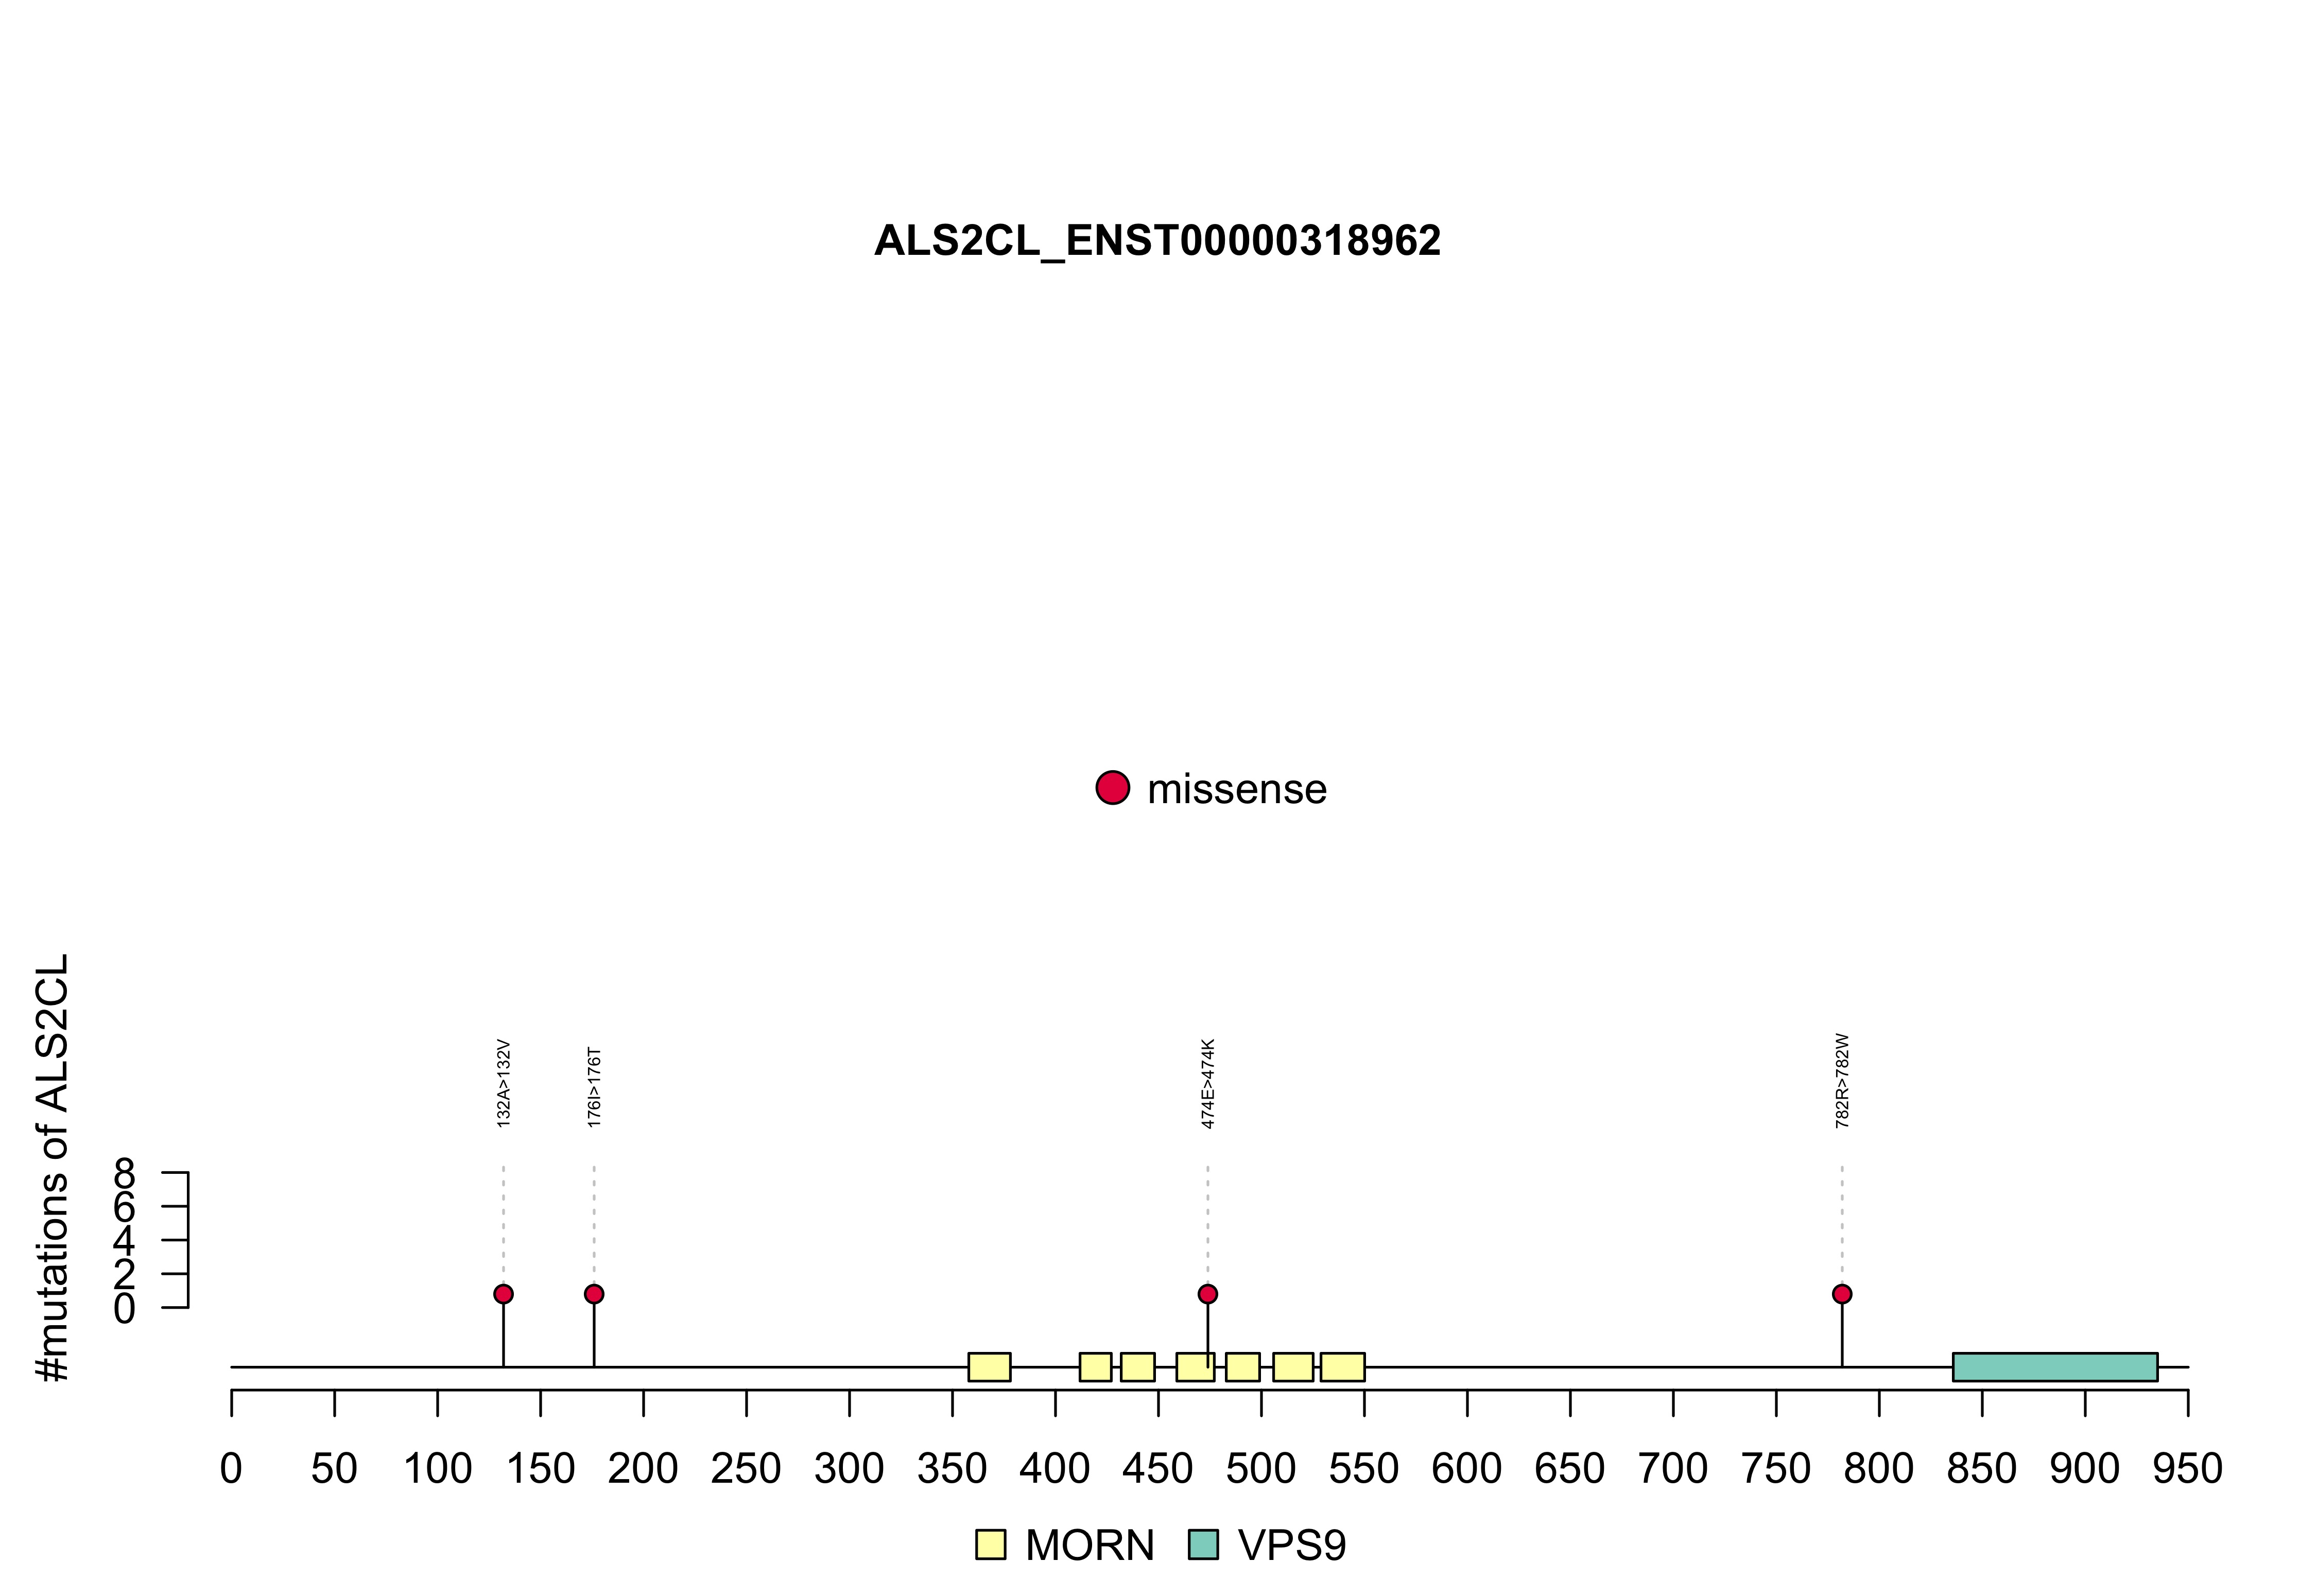 ALS2CL_ENST00000318962
missense
#mutations of ALS2CL
132A>132V
176I>176T
474E>474K
782R>782W
8
6
4
2
0
0 50 100 150 200 250 300 350 400 450 500 550 600 650 700 750 800 850 900 950
MORN VPS9